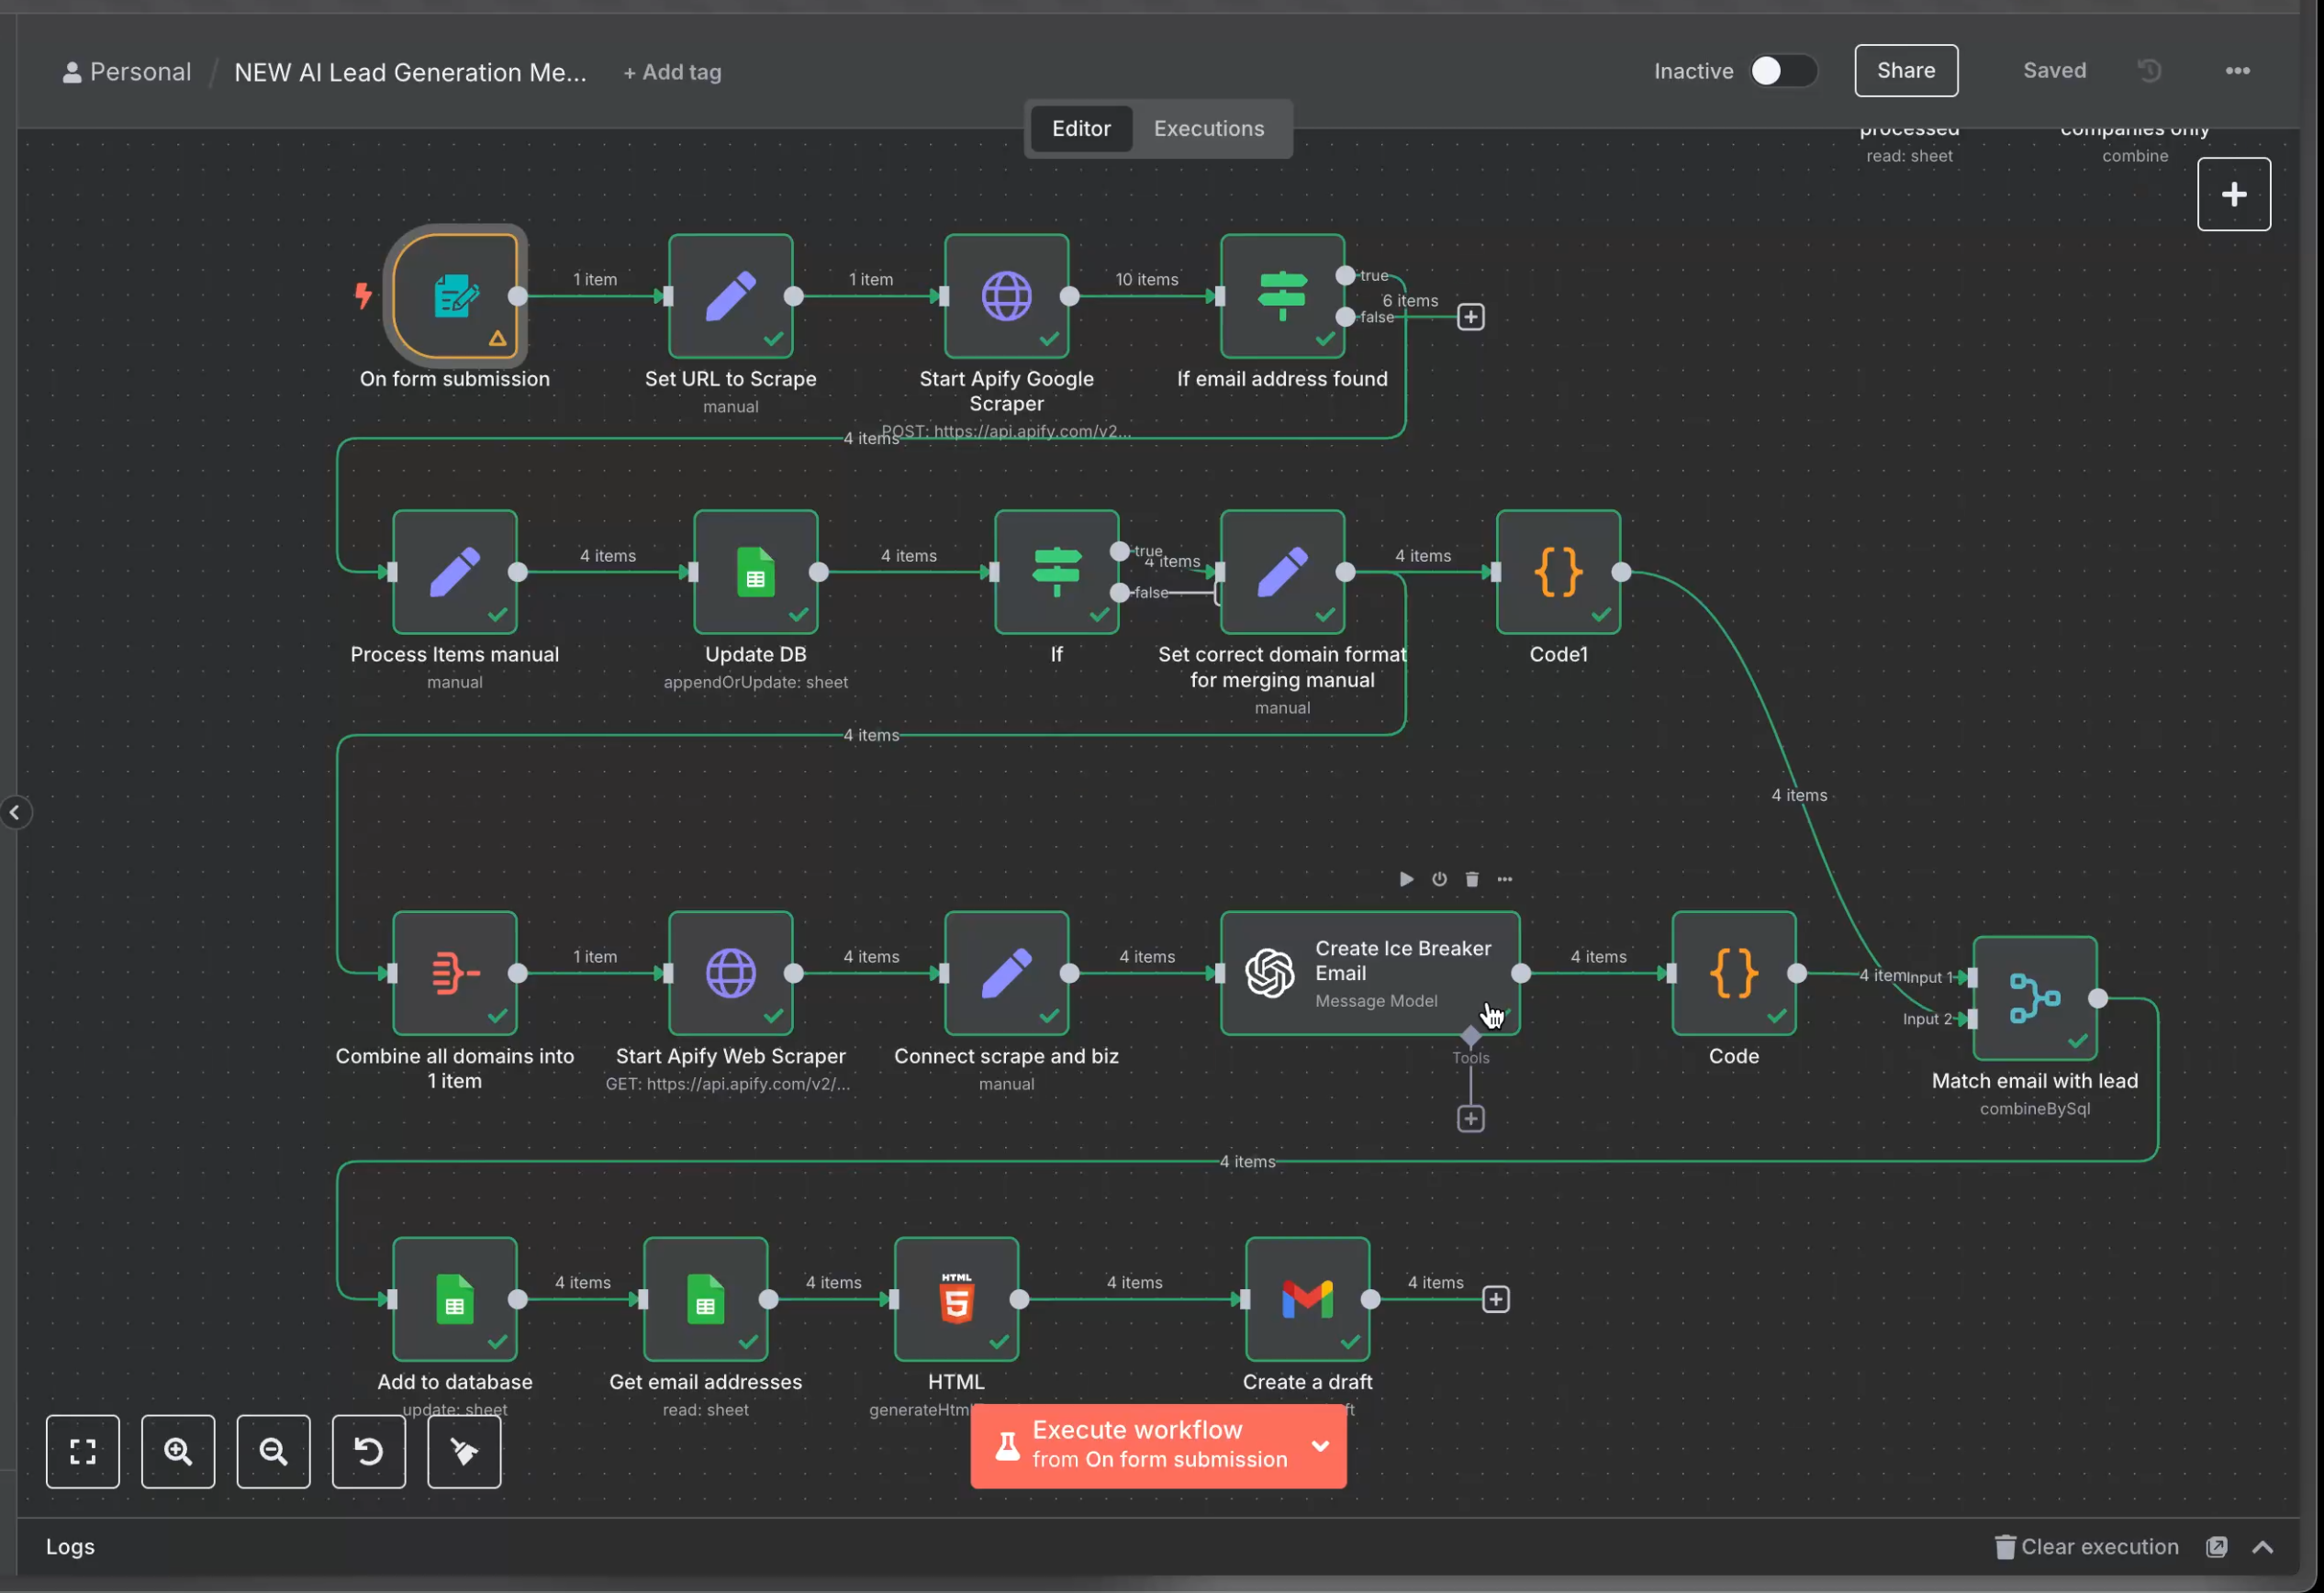 Personal / NEW AI Lead Generation Me... + Add tag
Inactive Share Saved
Editor Executions
processed companies only
read: sheet combine
1 item 1 item 10 items true
6 items
false
On form submission
Set URL to Scrape
manual
Start Apify Google
Scraper
POST: https://api.apify.com/v2...
If email address found
4 items
4 items 4 items true
4 items
false
4 items
Process Items manual
manual
Update DB
appendOrUpdate: sheet
If
Set correct domain format
for merging manual
manual
Code1
4 items
4 items
1 item 4 items 4 items
Create Ice Breaker
Email
Message Model
4 items
4 item
Input 1
Input 2
Tools
Combine all domains into
1 item
Start Apify Web Scraper
GET: https://api.apify.com/v2/...
Connect scrape and biz
manual
Code
Match email with lead
combineBySql
4 items
4 items 4 items 4 items 4 items
HTML
5
Add to database
update: sheet
Get email addresses
read: sheet
HTML
generateHtml
Create a draft
Execute workflow
from On form submission
Logs
Clear execution